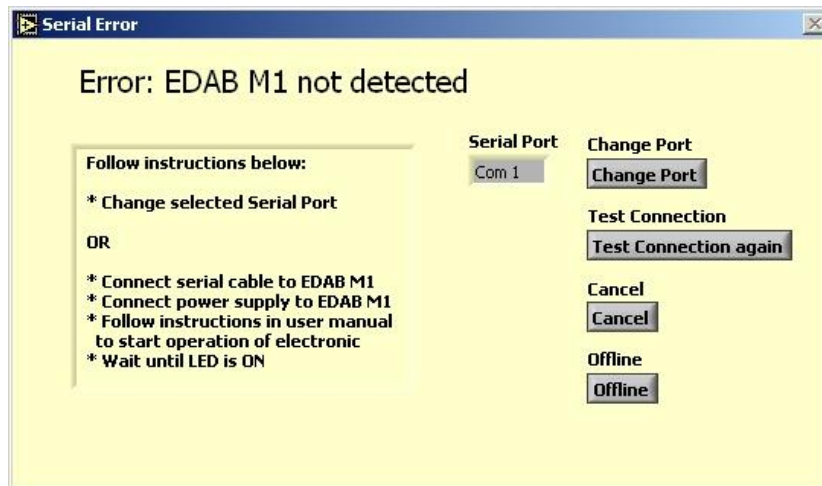 Serial Error
Error: EDAB M1 not detected
Follow instructions below:
* Change selected Serial Port
OR
* Connect serial cable to EDAB M1
* Connect power supply to EDAB M1
* Follow instructions in user manual
to start operation of electronic
* Wait until LED is ON
Serial Port
Com 1
Change Port
Change Port
Test Connection
Test Connection again
Cancel
Cancel
Offline
Offline